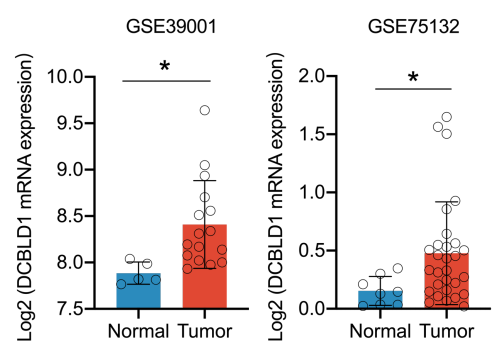 GSE39001
*
Log2 (DCBLD1 mRNA expression)
10.0
9.5
9.0
8.5
8.0
7.5
Normal Tumor
GSE75132
*
Log2 (DCBLD1 mRNA expression)
2.0
1.5
1.0
0.5
0.0
Normal Tumor